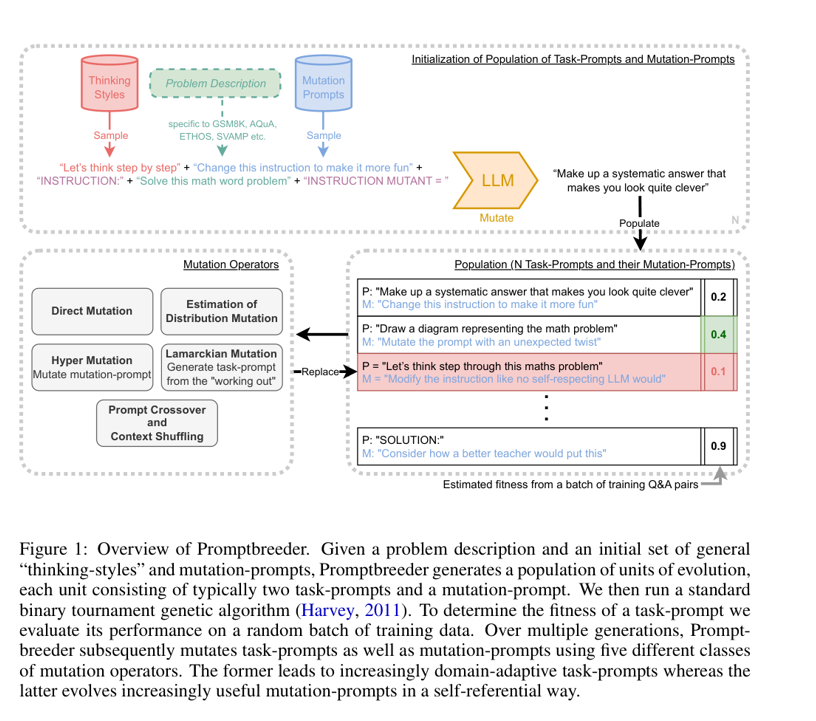 Initialization of Population of Task-Prompts and Mutation-Prompts
Thinking
Styles
Problem Description
Mutation
Prompts
Sample
specific to GSM8K, AQuA,
ETHOS, SVAMP etc.
Sample
"Let's think step by step" + "Change this instruction to make it more fun" +
"INSTRUCTION:" + "Solve this math word problem" + "INSTRUCTION MUTANT = "
LLM
Mutate
"Make up a systematic answer that
makes you look quite clever"
Populate
N
Mutation Operators
Direct Mutation
Estimation of
Distribution Mutation
Hyper Mutation
Mutate mutation-prompt
Lamarckian Mutation
Generate task-prompt
from the "working out"
Prompt Crossover
and
Context Shuffling
Replace
Population (N Task-Prompts and their Mutation-Prompts)
P: "Make up a systematic answer that makes you look quite clever"
M: "Change this instruction to make it more fun"
0.2
P: "Draw a diagram representing the math problem"
M: "Mutate the prompt with an unexpected twist"
0.4
P = "Let's think step through this maths problem"
M = "Modify the instruction like no self-respecting LLM would"
0.1
P: "SOLUTION:"
M: "Consider how a better teacher would put this"
0.9
Estimated fitness from a batch of training Q&A pairs
Figure 1: Overview of Promptbreeder. Given a problem description and an initial set of general
“thinking-styles” and mutation-prompts, Promptbreeder generates a population of units of evolution,
each unit consisting of typically two task-prompts and a mutation-prompt. We then run a standard
binary tournament genetic algorithm (Harvey, 2011). To determine the fitness of a task-prompt we
evaluate its performance on a random batch of training data. Over multiple generations, Prompt-
breeder subsequently mutates task-prompts as well as mutation-prompts using five different classes
of mutation operators. The former leads to increasingly domain-adaptive task-prompts whereas the
latter evolves increasingly useful mutation-prompts in a self-referential way.